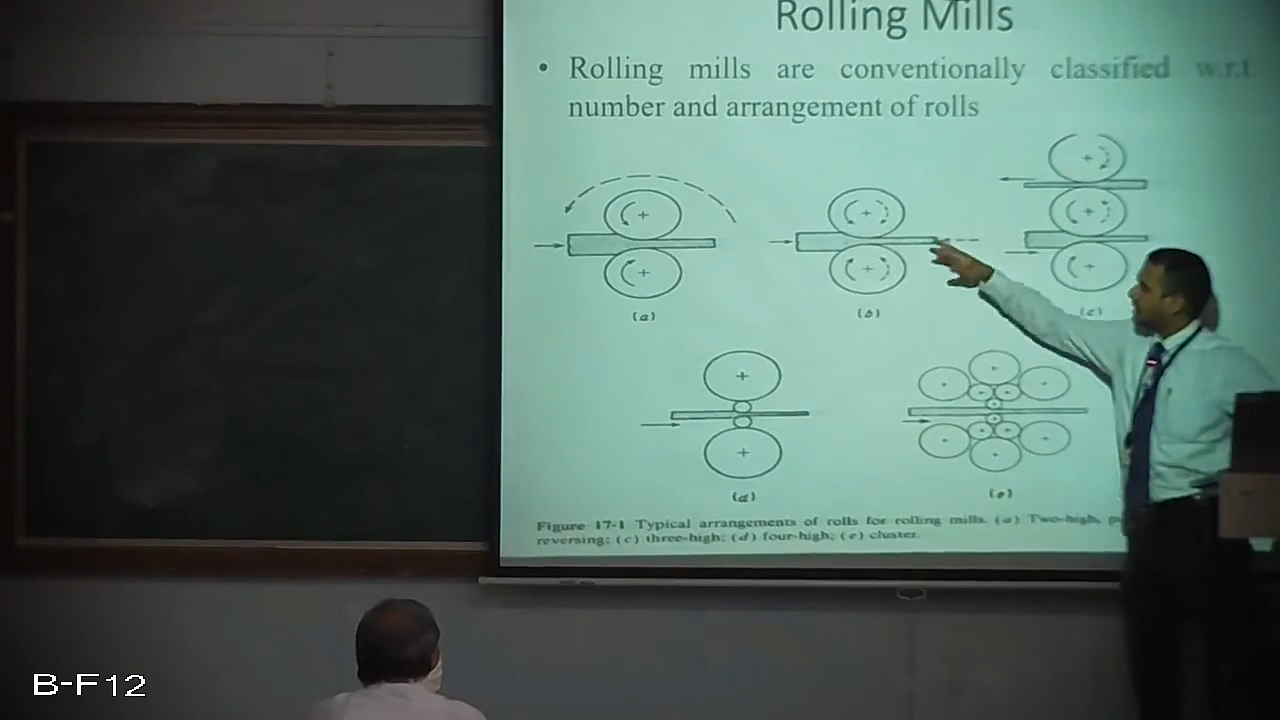 Rolling Mills
• Rolling mills are conventionally classified w.r.t
number and arrangement of rolls
(a)
(b)
(c)
(d)
(e)
Figure 17-1 Typical arrangements of rolls for rolling mills. (a) Two-high,
reversing; (c) three-high; (d) four-high; (e) cluster.
B-F12